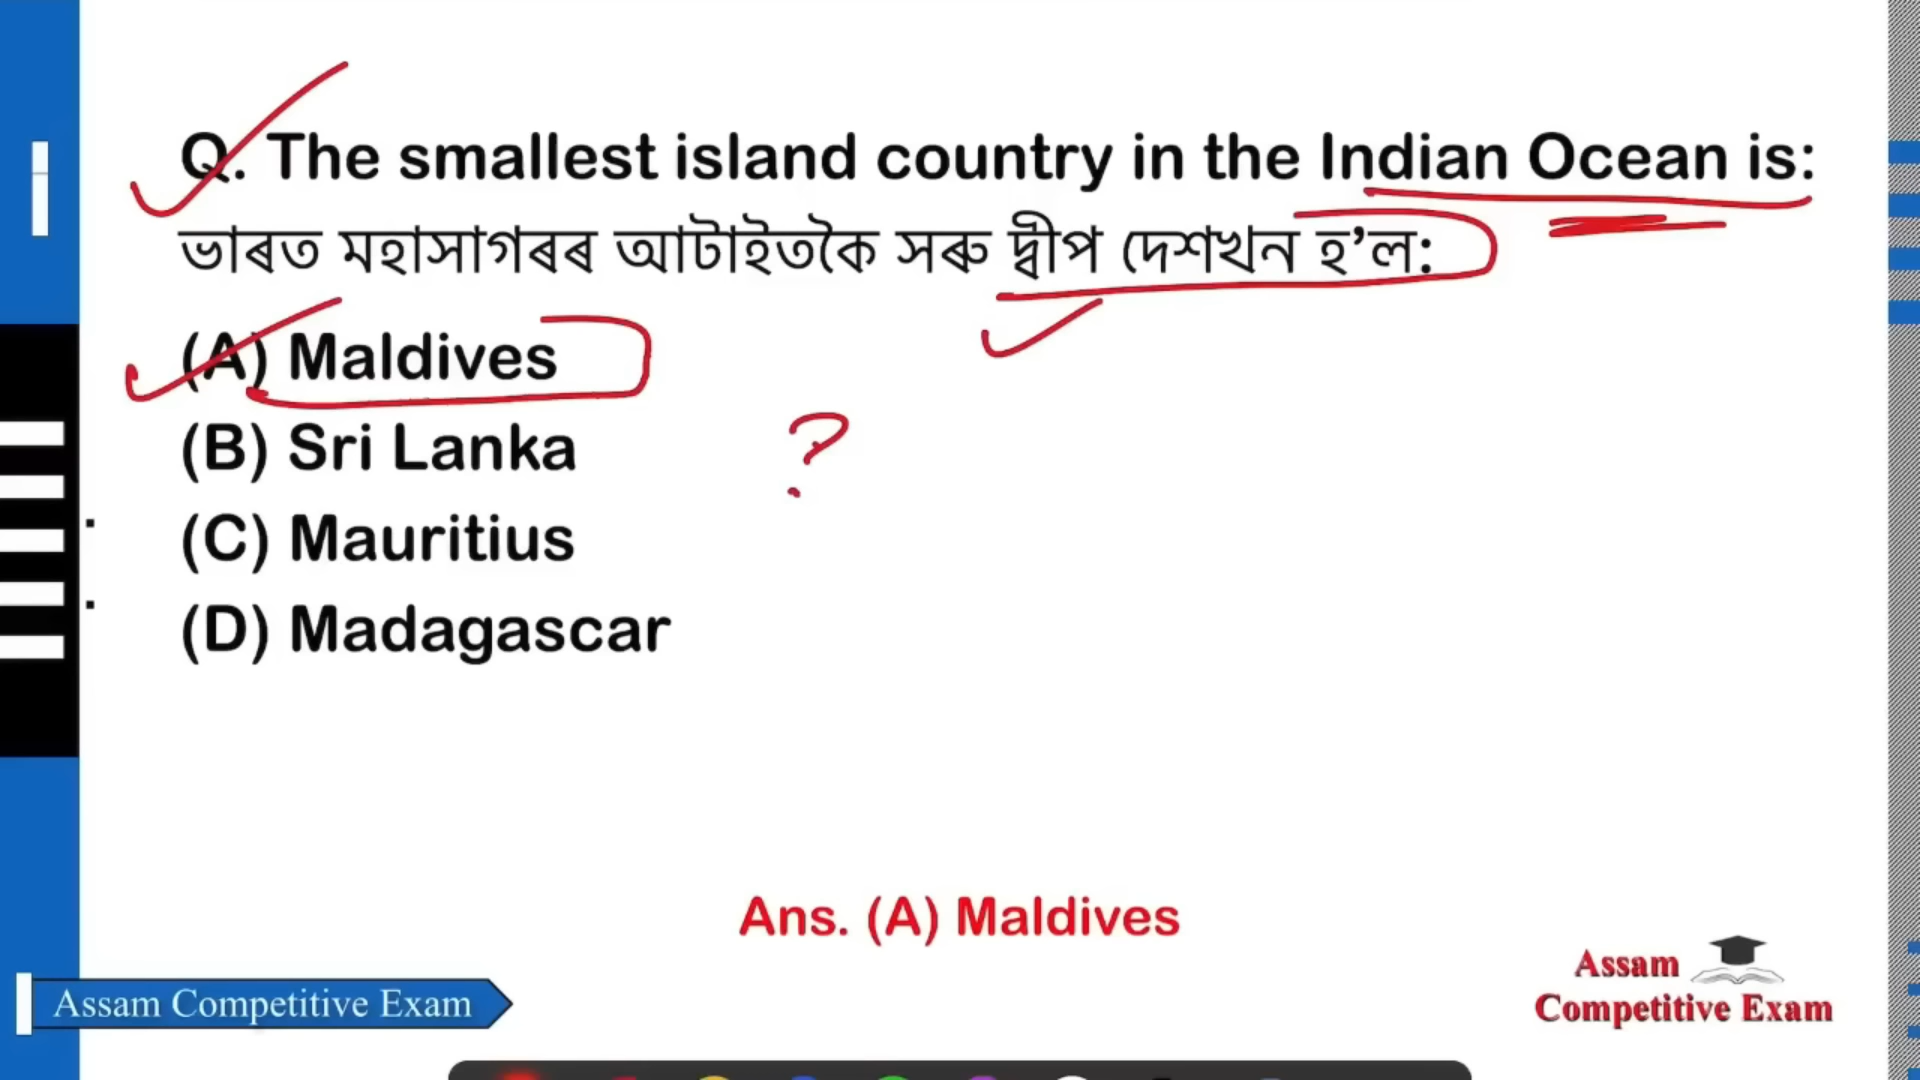 Q. The smallest island country in the Indian Ocean is:
ভাৰত মহাসাগৰৰ আটাইতকৈ সৰু দ্বীপ দেশখন হ’ল:
(A) Maldives
(B) Sri Lanka
?
(C) Mauritius
(D) Madagascar
Ans. (A) Maldives
Assam Competitive Exam
Assam
Competitive Exam